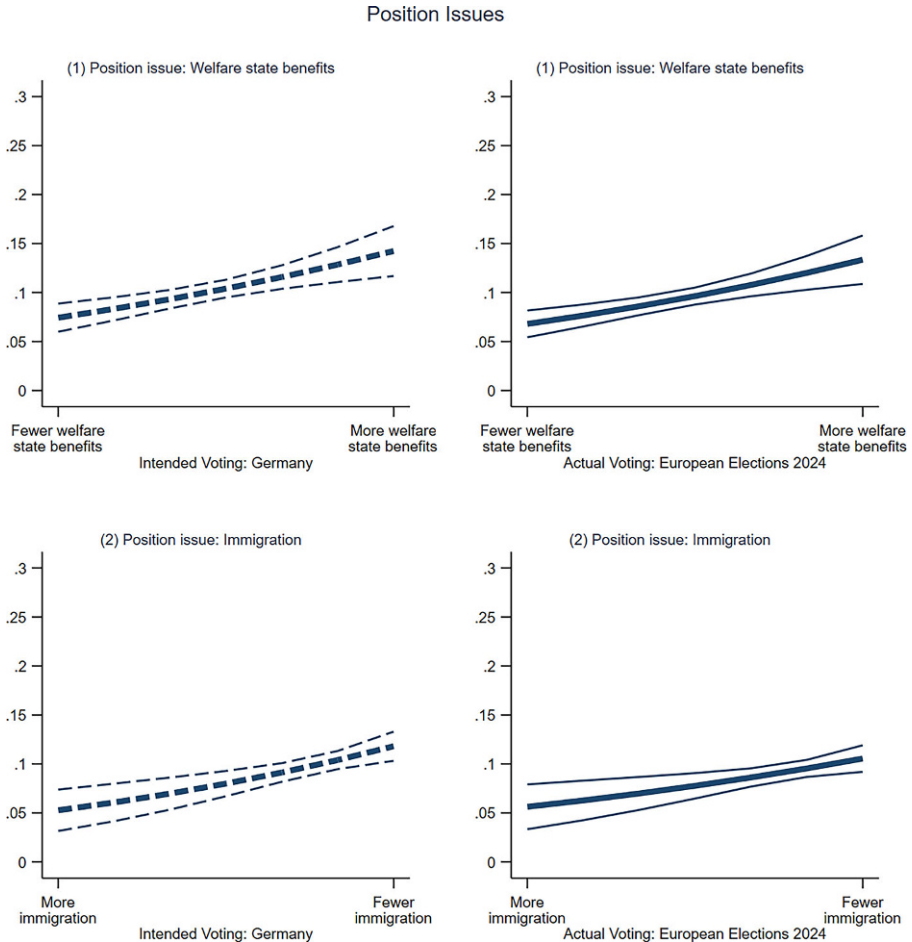 Position Issues
(1) Position issue: Welfare state benefits
.3
.25
.2
.15
.1
.05
0
Fewer welfare
state benefits
More welfare
state benefits
Intended Voting: Germany
(1) Position issue: Welfare state benefits
.3
.25
.2
.15
.1
.05
0
Fewer welfare
state benefits
More welfare
state benefits
Actual Voting: European Elections 2024
(2) Position issue: Immigration
.3
.25
.2
.15
.1
.05
0
More
immigration
Fewer
immigration
Intended Voting: Germany
(2) Position issue: Immigration
.3
.25
.2
.15
.1
.05
0
More
immigration
Fewer
immigration
Actual Voting: European Elections 2024